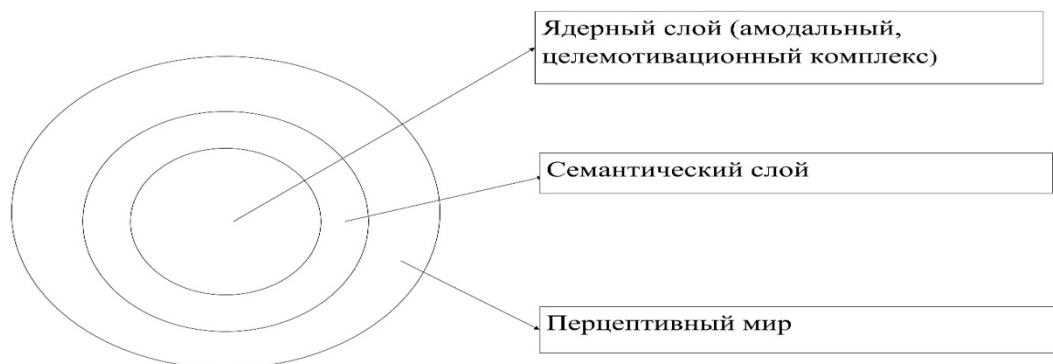 Ядерный слой (амодальный,
целемотивационный комплекс)
Семантический слой
Перцептивный мир